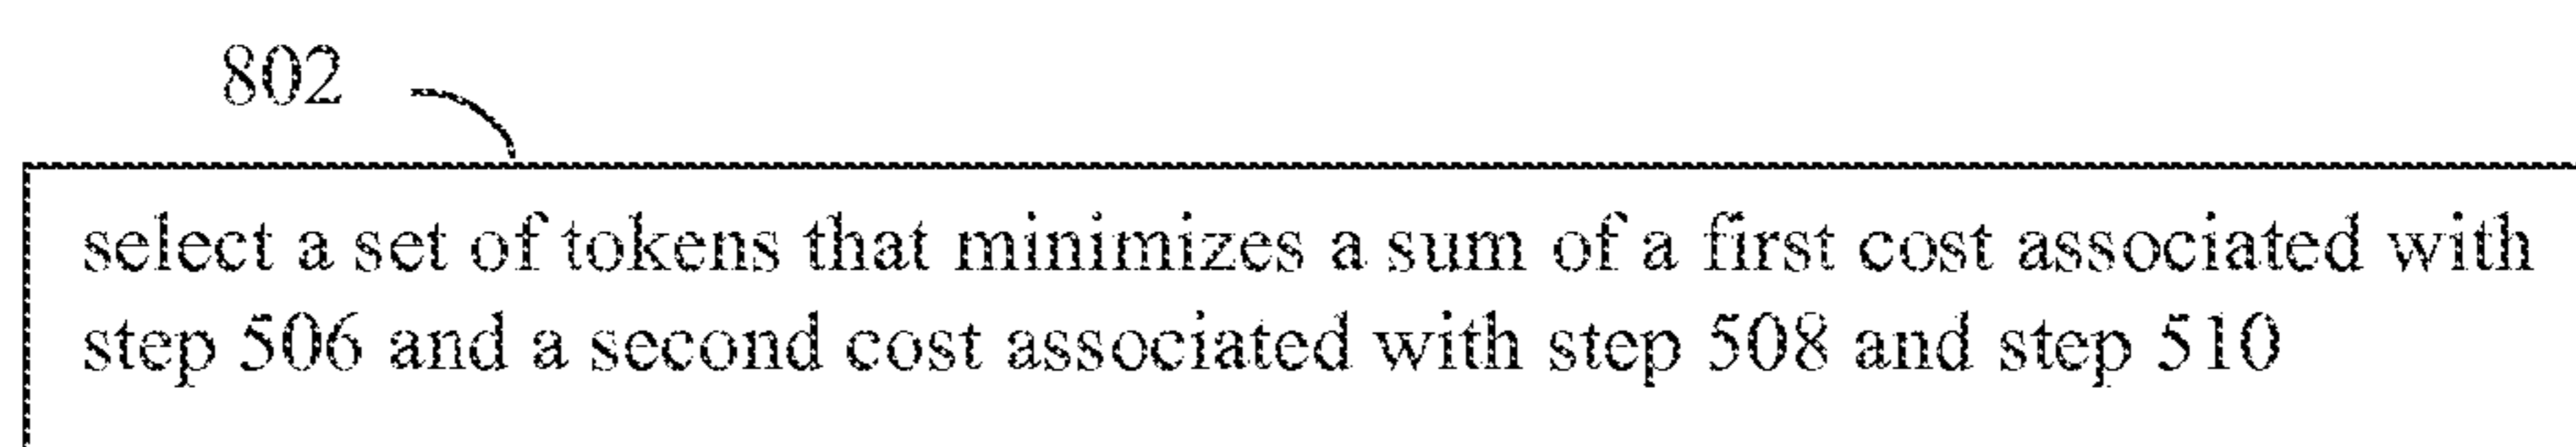 802
select a set of tokens that minimizes a sum of a first cost associated with
step 506 and a second cost associated with step 508 and step 510